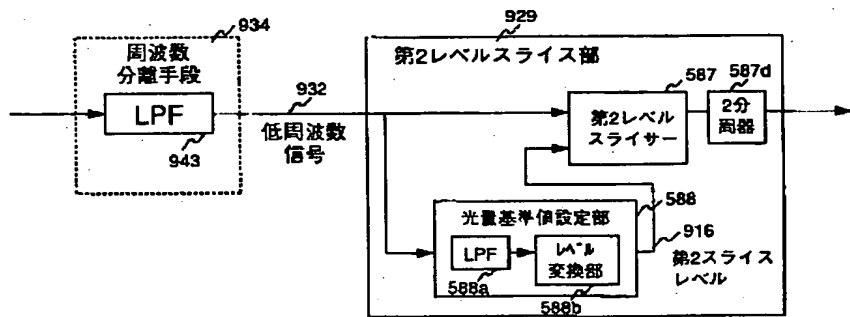 934
周波数
分離手段
LPF
943
932
低周波数
信号
929
第2レベルスライス部
587
第2レベル
スライサー
587d
2分
周器
588
光量基準値設定部
LPF
588a
レベル
変換部
588b
916
第2スライス
レベル